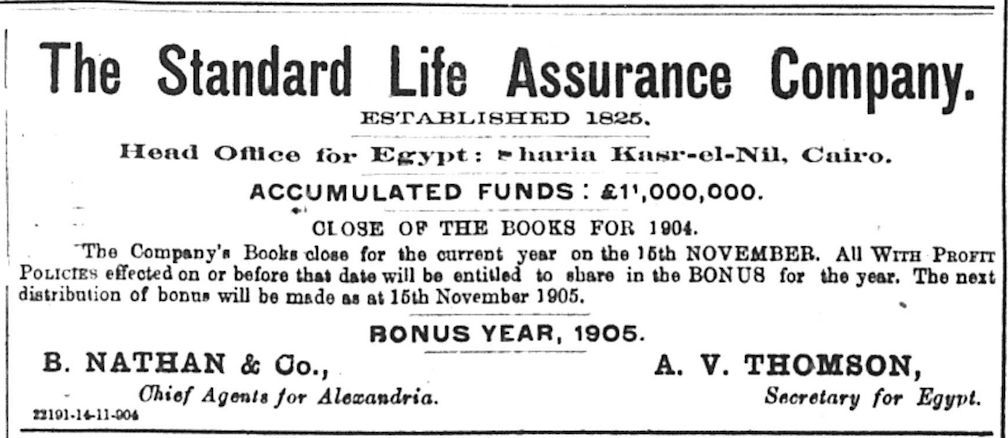 The Standard Life Assurance Company.
ESTABLISHED 1825.
Head Office for Egypt: Sharia Kasr-el-Nil, Cairo.
ACCUMULATED FUNDS: £11,000,000.
CLOSE OF THE BOOKS FOR 1904.
The Company's Books close for the current year on the 15th NOVEMBER. All WITH PROFIT
POLICIES effected on or before that date will be entitled to share in the BONUS for the year. The next
distribution of bonus will be made as at 15th November 1905.
BONUS YEAR, 1905.
B. NATHAN & Co.,
Chief Agents for Alexandria.
A. V. THOMSON,
Secretary for Egypt.
22191-14-11-904